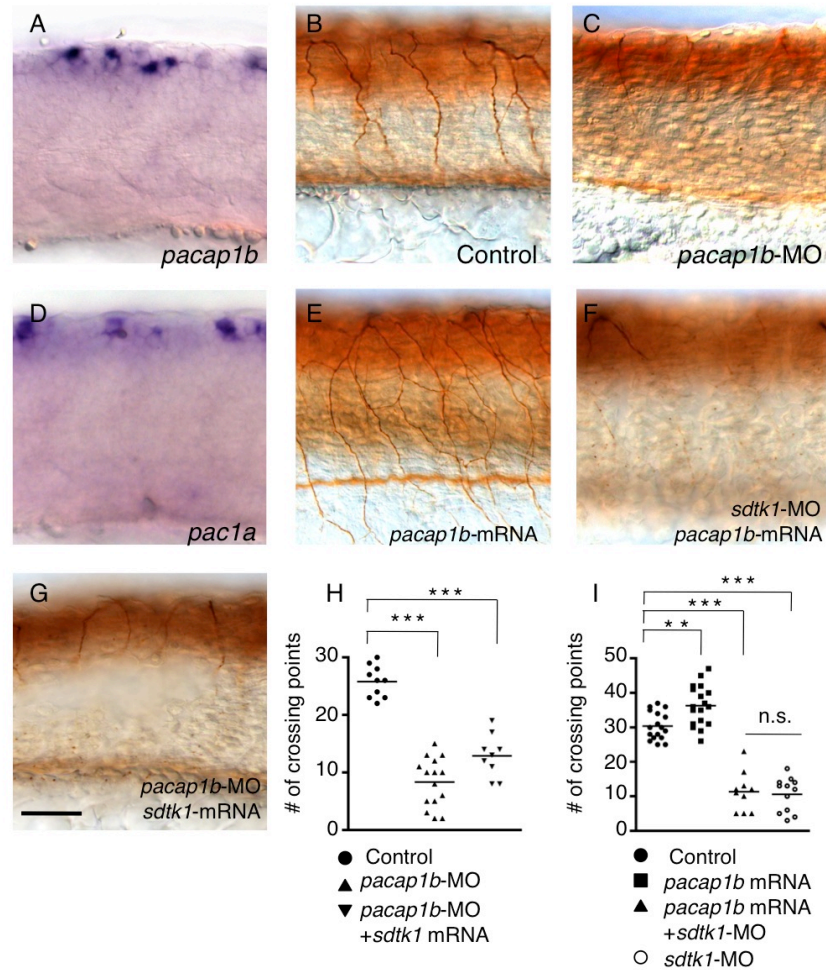 A
pacap1b
B
Control
C
pacap1b-MO
D
pac1a
E
pacap1b-mRNA
F
sdtk1-MO
pacap1b-mRNA
G
pacap1b-MO
sdtk1-mRNA
H
***
***
# of crossing points
30
20
10
0
● Control
▲ pacap1b-MO
▼ pacap1b-MO
+sdtk1 mRNA
I
***
***
**
n.s.
# of crossing points
50
40
30
20
10
0
● Control
■ pacap1b mRNA
▲ pacap1b mRNA
+sdtk1-MO
○ sdtk1-MO